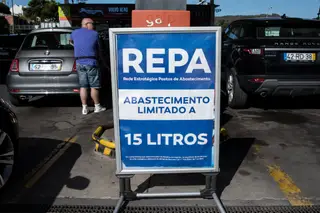 REPA
Rede Estratégica Postos de Abastecimento
ABASTECIMENTO
LIMITADO A
15 LITROS